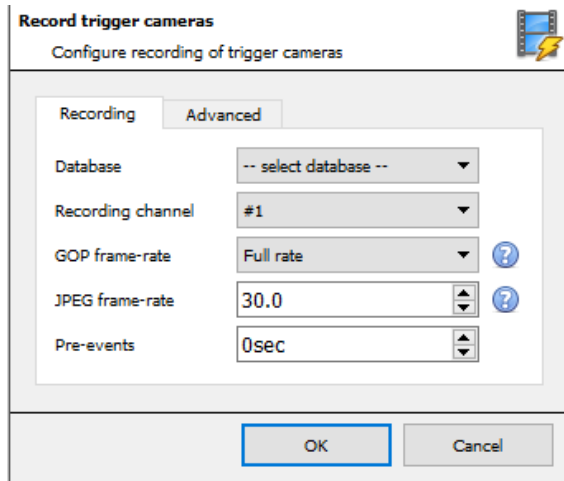 Record trigger cameras
Configure recording of trigger cameras
Recording Advanced
Database -- select database --
Recording channel #1
GOP frame-rate Full rate ?
JPEG frame-rate 30.0 ?
Pre-events 0sec
OK Cancel